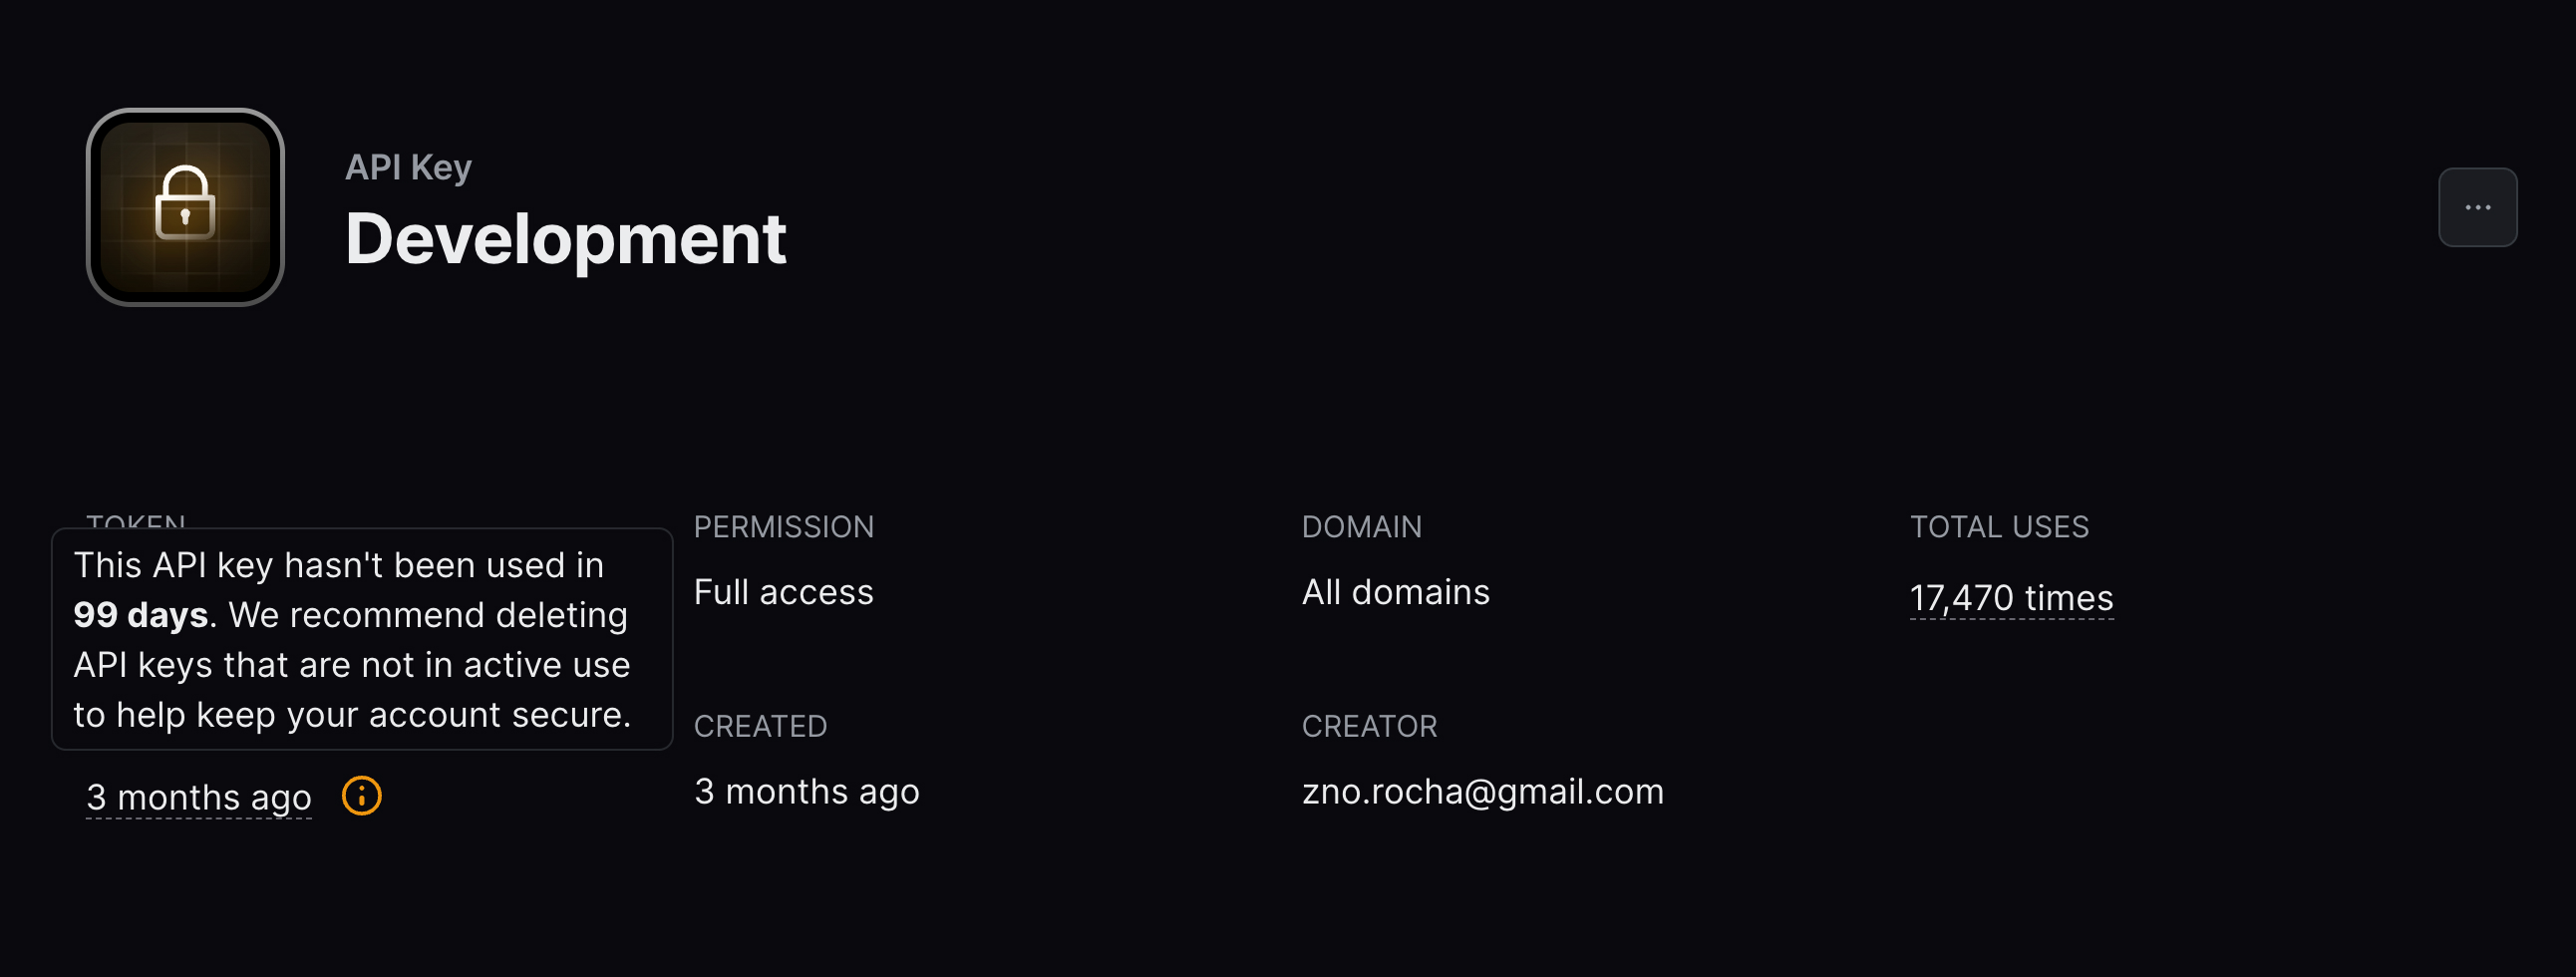 API Key
Development
TOKEN
PERMISSION
DOMAIN
TOTAL USES
This API key hasn't been used in
99 days. We recommend deleting
API keys that are not in active use
to help keep your account secure.
Full access
All domains
17,470 times
CREATED
CREATOR
3 months ago
3 months ago
zno.rocha@gmail.com